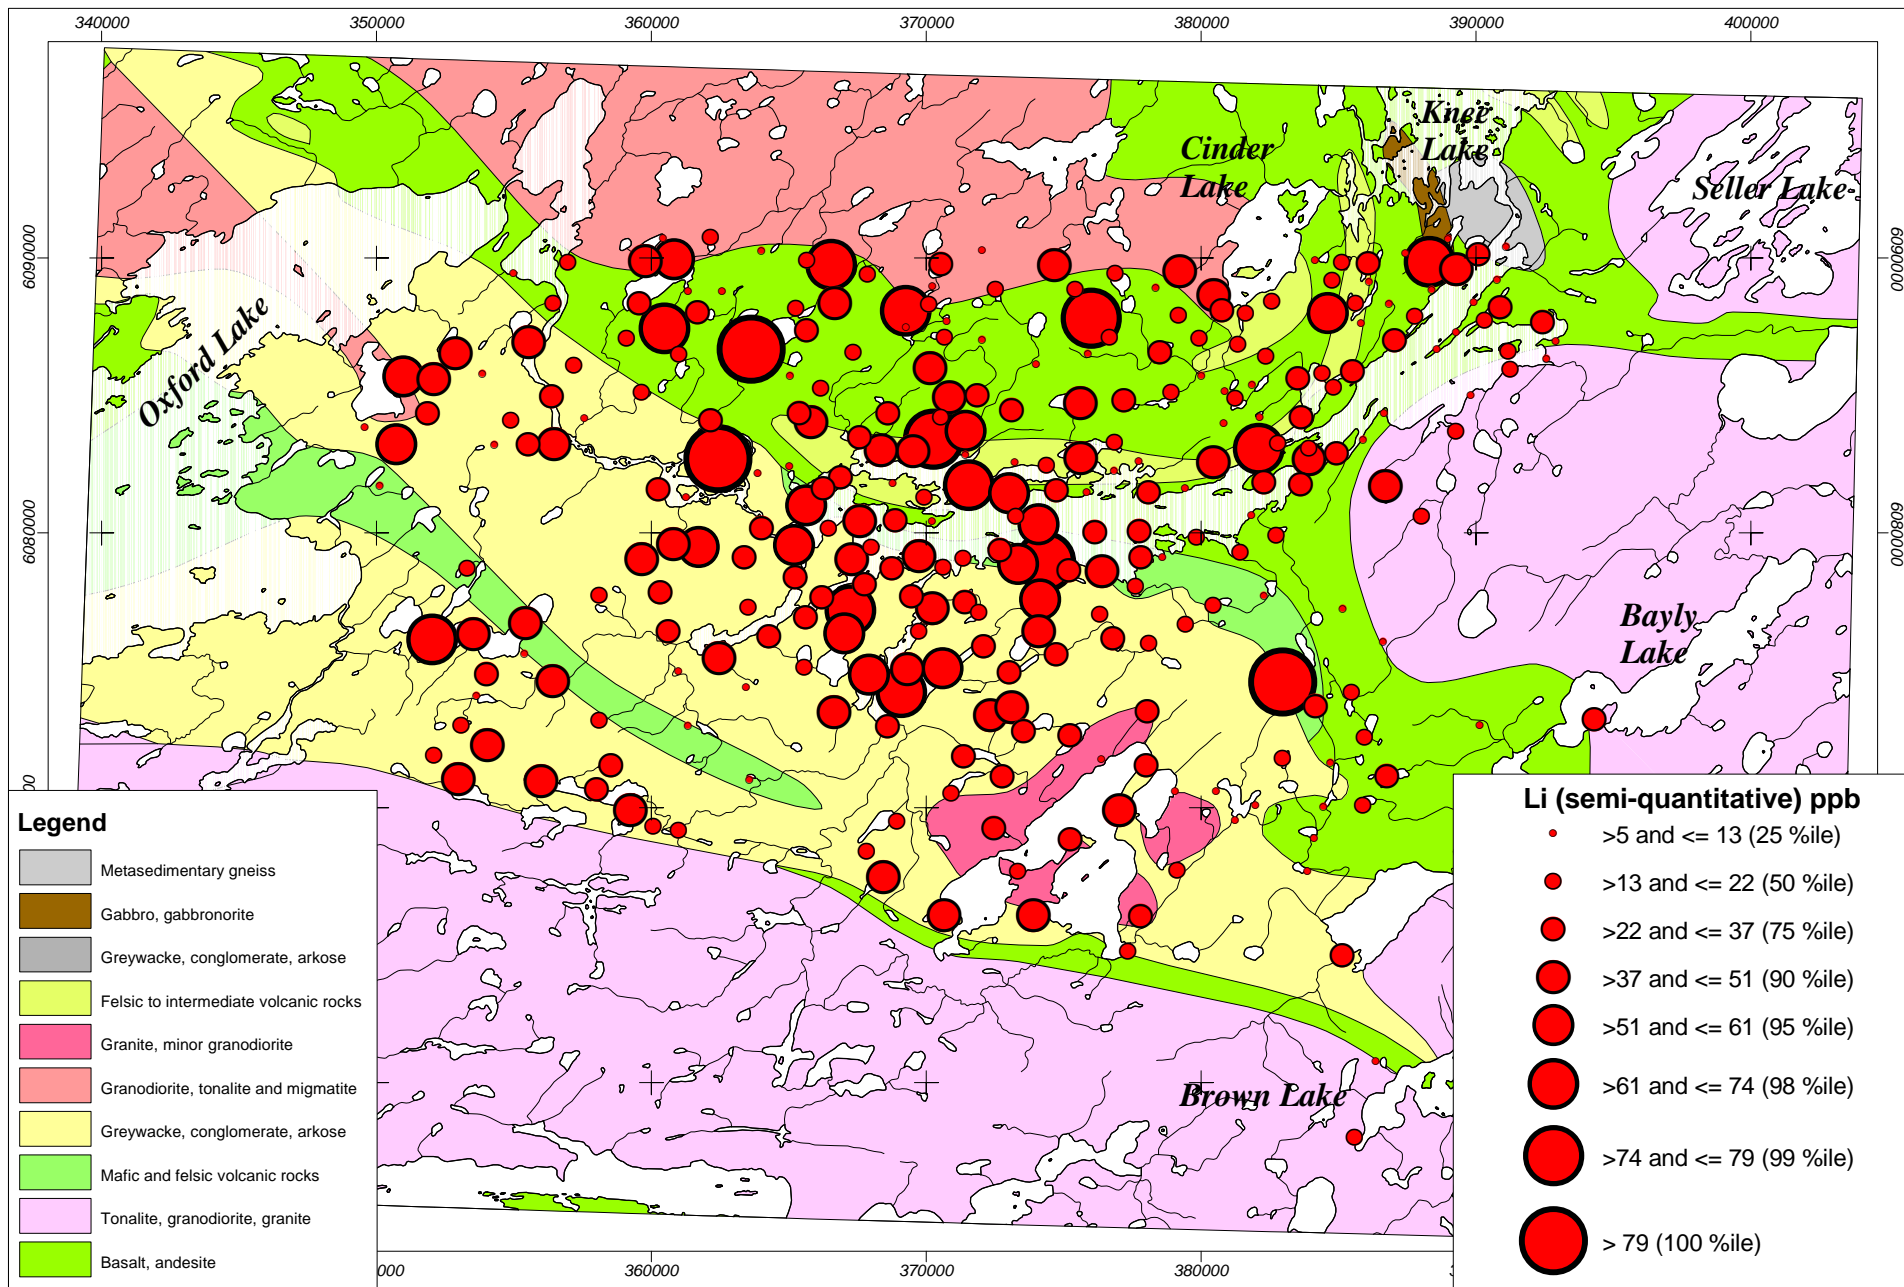 340000 350000 360000 370000 380000 390000 400000
Knee
Lake
Cinder
Lake
Seller Lake
6090000 6090000
Oxford Lake
6080000 6080000
Bayly
Lake
Brown Lake
00
Legend
Metasedimentary gneiss
Gabbro, gabbronorite
Greywacke, conglomerate, arkose
Felsic to intermediate volcanic rocks
Granite, minor granodiorite
Granodiorite, tonalite and migmatite
Greywacke, conglomerate, arkose
Mafic and felsic volcanic rocks
Tonalite, granodiorite, granite
Basalt, andesite
Li (semi-quantitative) ppb
>5 and <= 13 (25 %ile)
>13 and <= 22 (50 %ile)
>22 and <= 37 (75 %ile)
>37 and <= 51 (90 %ile)
>51 and <= 61 (95 %ile)
>61 and <= 74 (98 %ile)
>74 and <= 79 (99 %ile)
> 79 (100 %ile)
000 360000 370000 380000